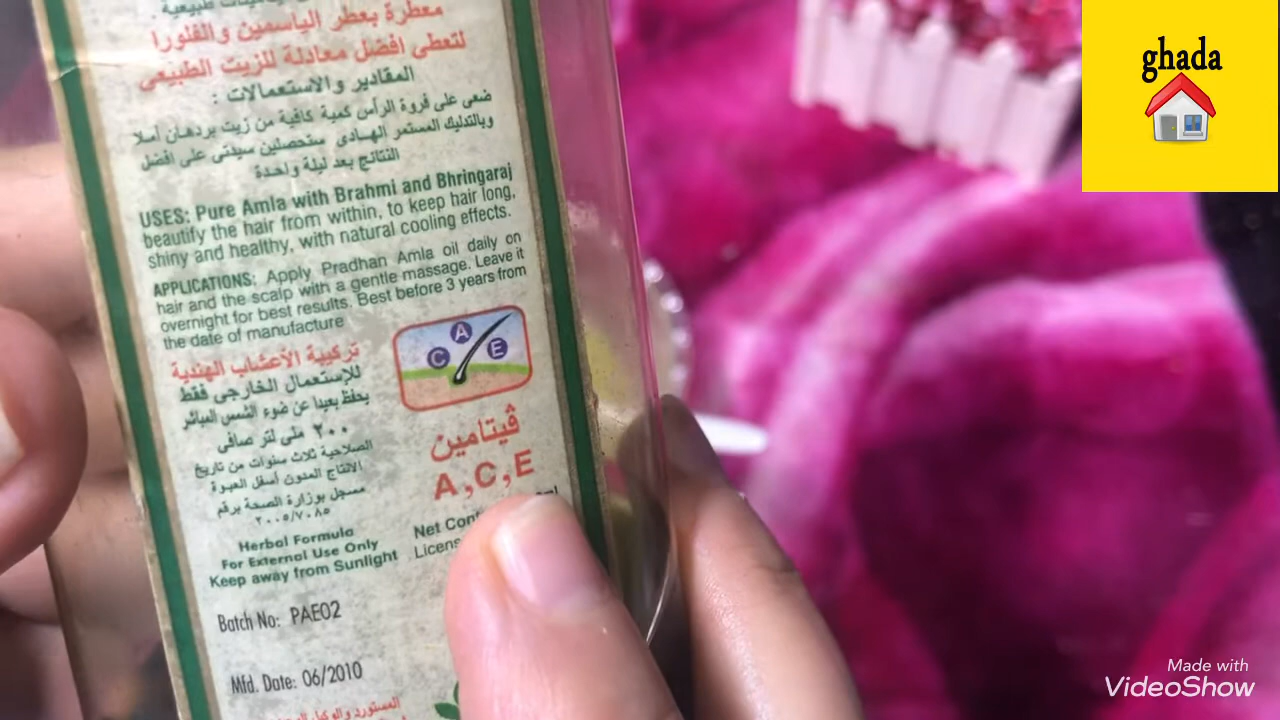 طبيعية
معطرة بعطر الياسمين والفلورا
لتعطى افضل معادلة للزيت الطبيعي
المقادير والاستعمالات :
ضعى على فروة الرأس كمية كافية من زيت بردهان أملا
وبالتدليك المستمر الهادى ستحصلين سيدتى على افضل
النتائج بعد ليلة واحدة
USES: Pure Amla with Brahmi and Bhringaraj
beautify the hair from within, to keep hair long,
shiny and healthy, with natural cooling effects.
APPLICATIONS: Apply Pradhan Amla oil daily on
hair and the scalp with a gentle massage. Leave it
overnight for best results. Best before 3 years from
the date of manufacture
تركيبة الأعشاب الهندية
للإستعمال الخارجى فقط
يحفظ بعيدا عن ضوء الشمس المباشر
٢٠٠ ملى لتر صافى
الصلاحية ثلاث سنوات من تاريخ
الانتاج المدون أسفل العبوة
مسجل بوزارة الصحة برقم
٢٠٠٥/٧٠٨٥
C A E
ڤيتامين
A,C,E
Herbal Formula
For External Use Only
Keep away from Sunlight
Net
ml
Batch No: PAE02
Mfd. Date: 06/2010
المستورد والوكيل
ghada
Made with
VideoShow